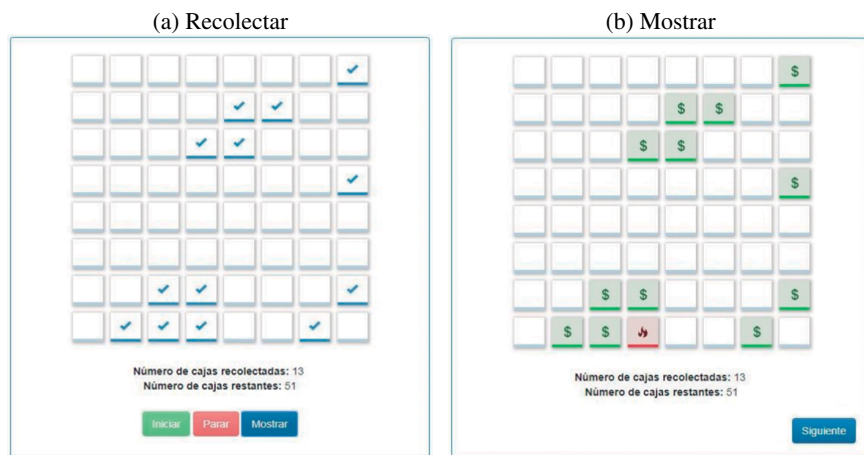 (a) Recolectar
Número de cajas recolectadas: 13
Número de cajas restantes: 51
Iniciar Parar Mostrar
(b) Mostrar
$
$ $
$ $
$
$ $ $
$ $ $
Número de cajas recolectadas: 13
Número de cajas restantes: 51
Siguiente